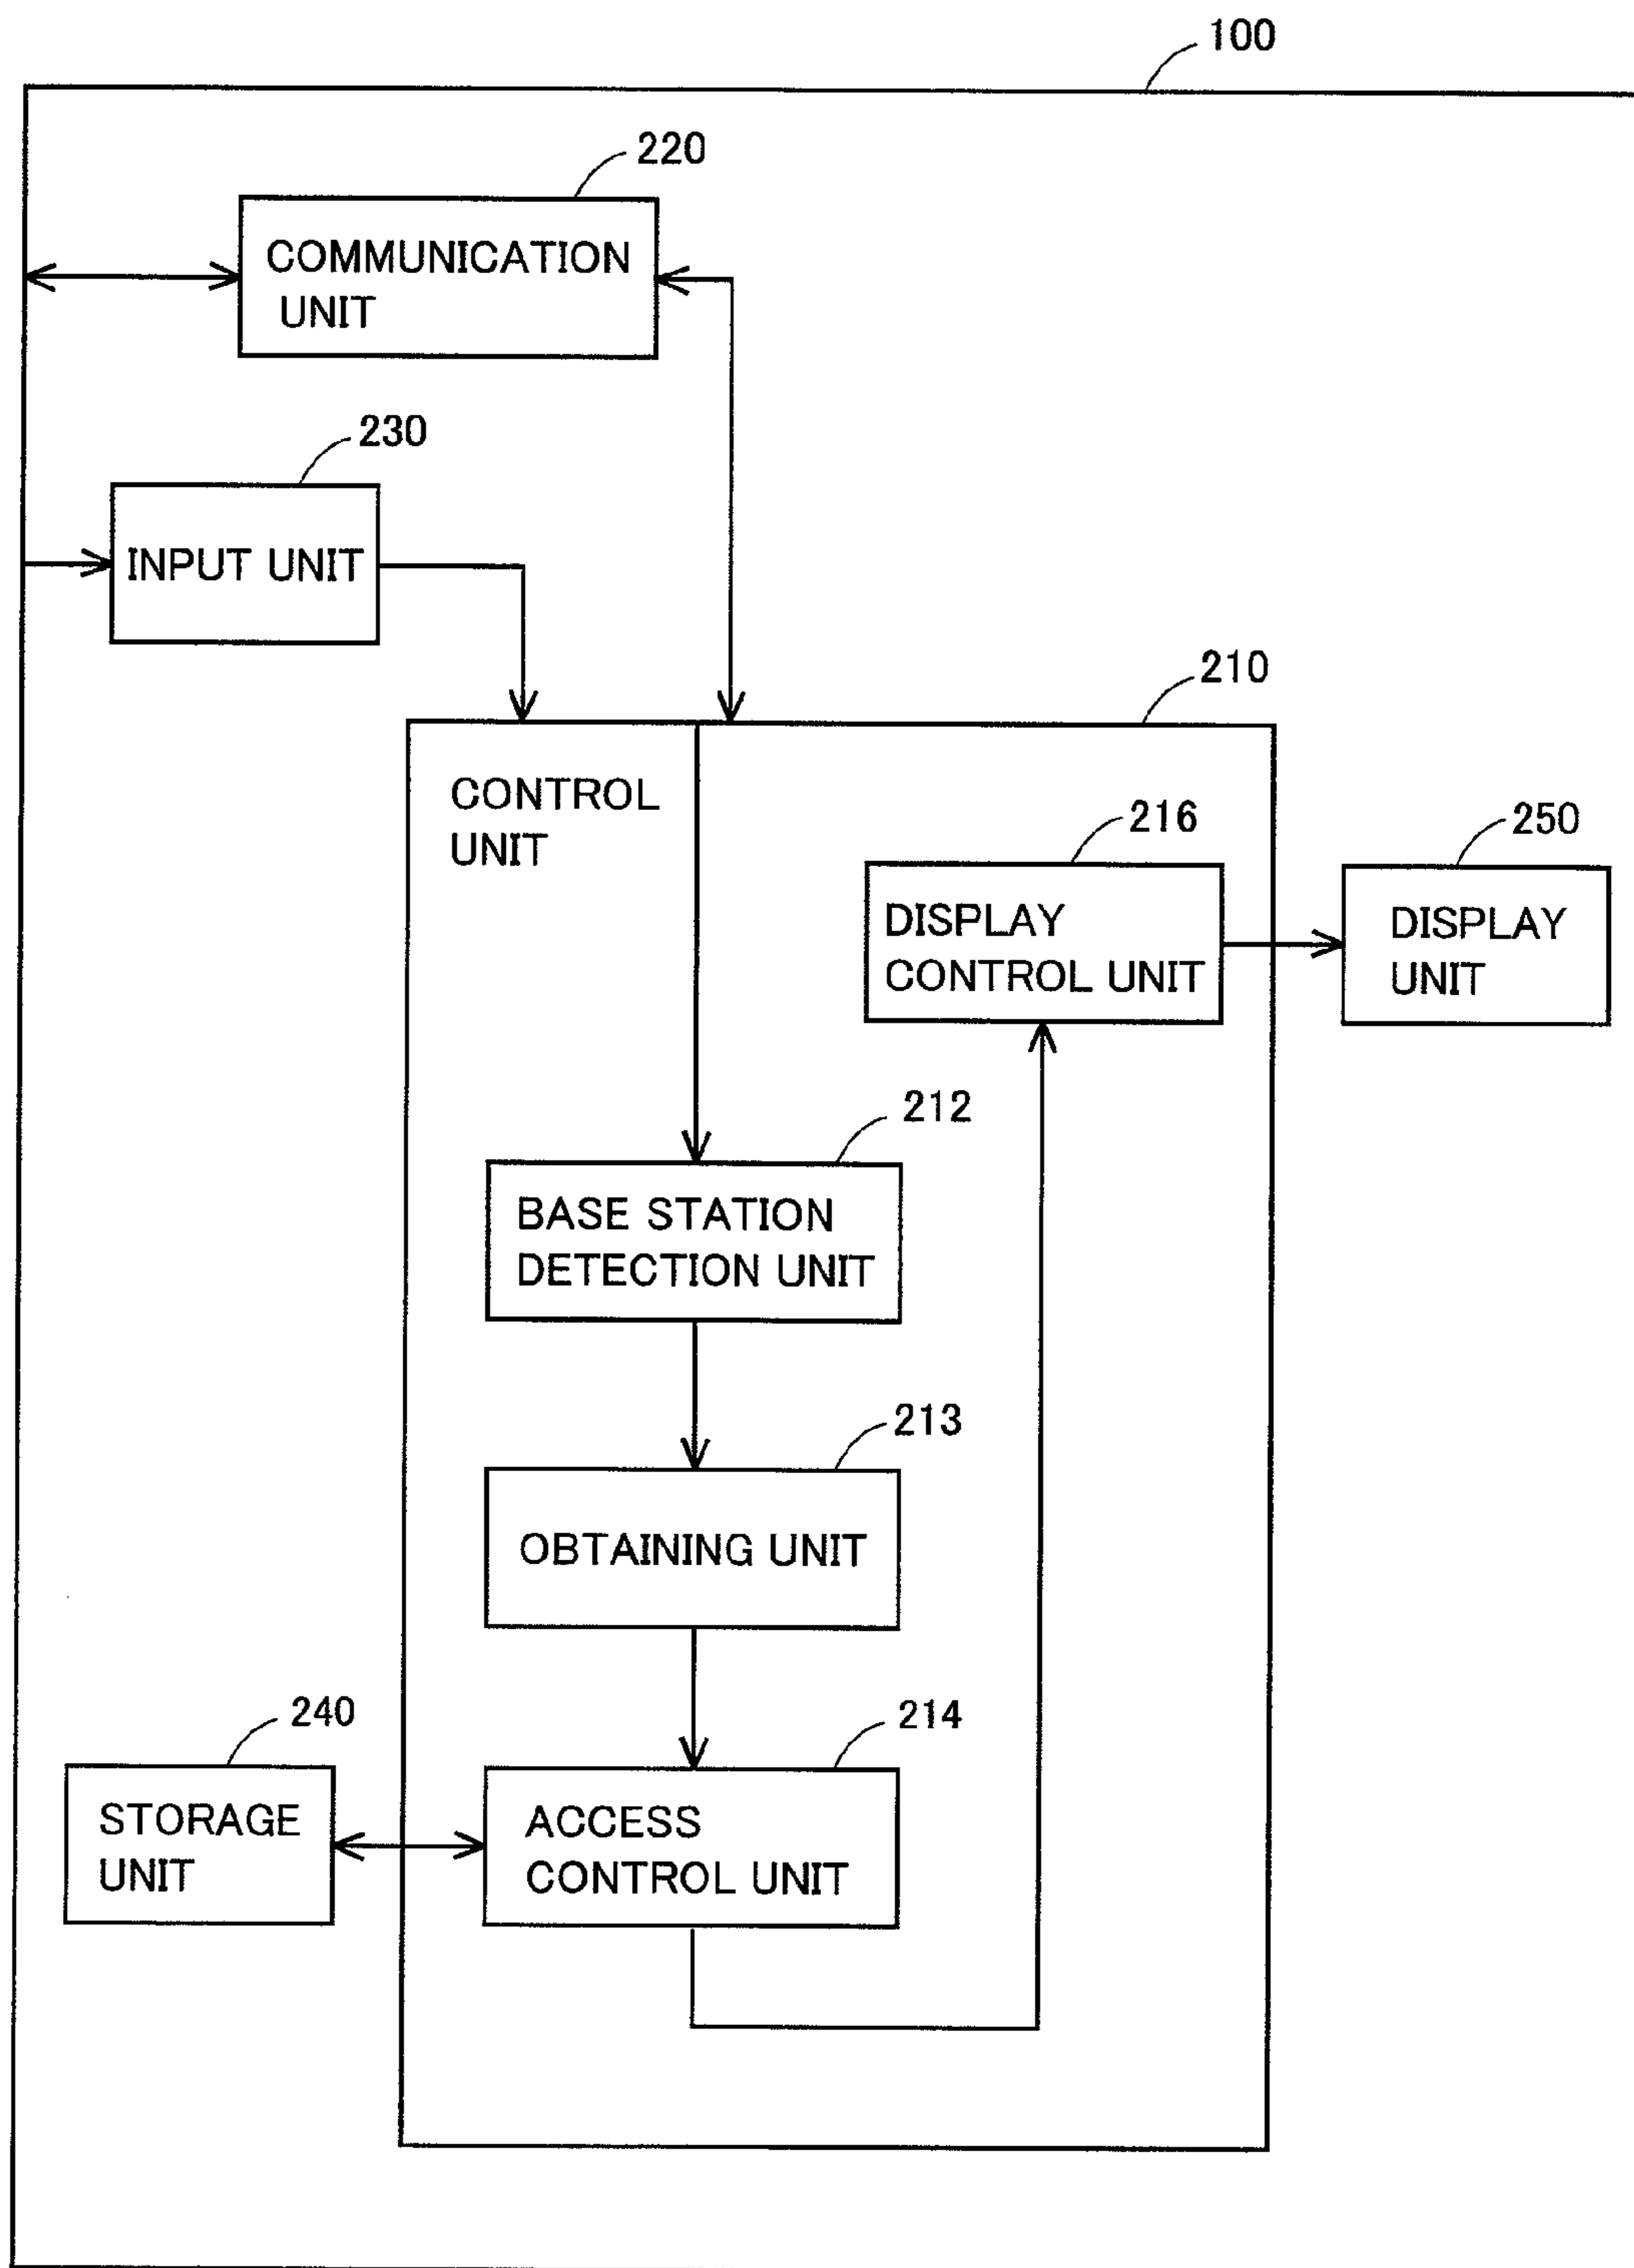 100
220
COMMUNICATION
UNIT
230
INPUT UNIT
210
CONTROL
UNIT
216
DISPLAY
CONTROL UNIT
250
DISPLAY
UNIT
212
BASE STATION
DETECTION UNIT
213
OBTAINING UNIT
240
STORAGE
UNIT
214
ACCESS
CONTROL UNIT